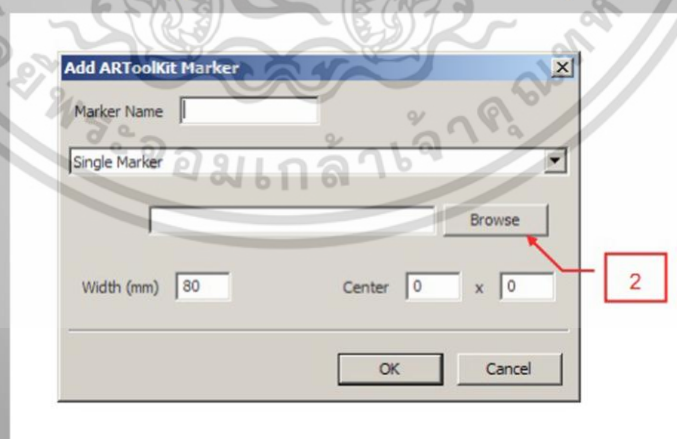 Add ARToolKit Marker
Marker Name
Single Marker
Browse
2
Width (mm) 80 Center 0 x 0
OK Cancel